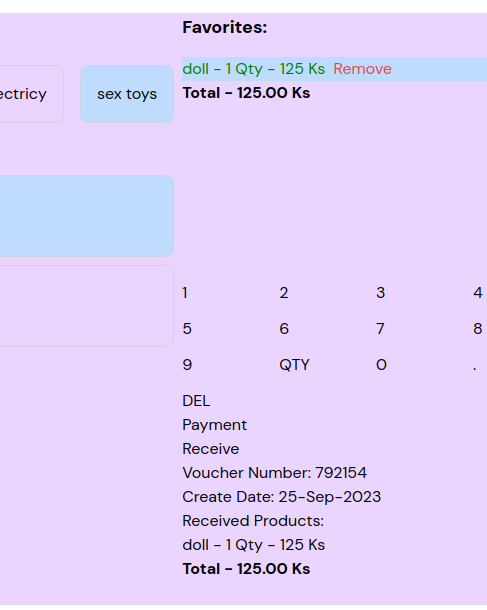 Favorites:
doll - 1 Qty - 125 Ks Remove
Total - 125.00 Ks
ectricy
sex toys
1 2 3 4
5 6 7 8
9 QTY 0 .
DEL
Payment
Receive
Voucher Number: 792154
Create Date: 25-Sep-2023
Received Products:
doll - 1 Qty - 125 Ks
Total - 125.00 Ks